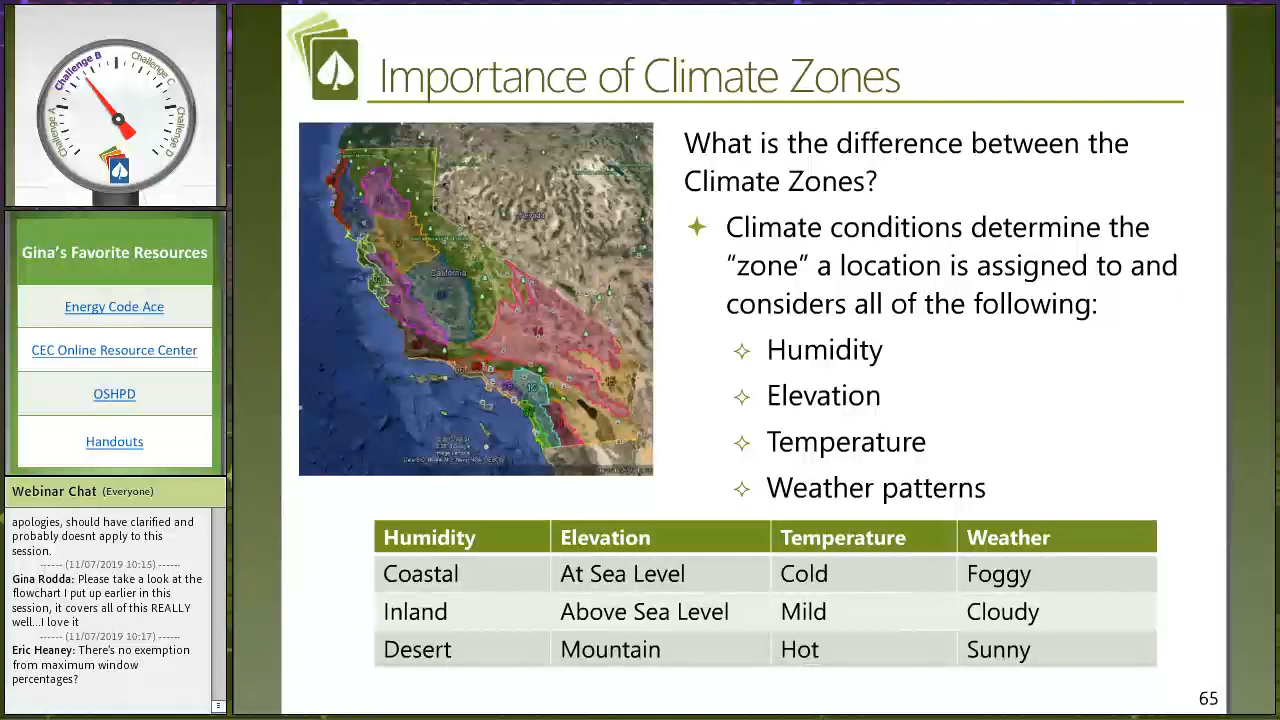 Challenge A
Challenge B
Challenge C
Challenge D
Gina's Favorite Resources
Energy Code Ace
CEC Online Resource Center
OSHPD
Handouts
Webinar Chat (Everyone)
apologies, should have clarified and
probably doesnt apply to this
session.
------ (11/07/2019 10:15) ------
Gina Rodda: Please take a look at the
flowchart I put up earlier in this
session, it covers all of this REALLY
well...I love it
------ (11/07/2019 10:17) ------
Eric Heaney: There's no exemption
from maximum window
percentages?
Importance of Climate Zones
Nevada
California
14
15
10
What is the difference between the
Climate Zones?
Climate conditions determine the
“zone” a location is assigned to and
considers all of the following:
Humidity
Elevation
Temperature
Weather patterns
Humidity Elevation Temperature Weather
Coastal At Sea Level Cold Foggy
Inland Above Sea Level Mild Cloudy
Desert Mountain Hot Sunny
65